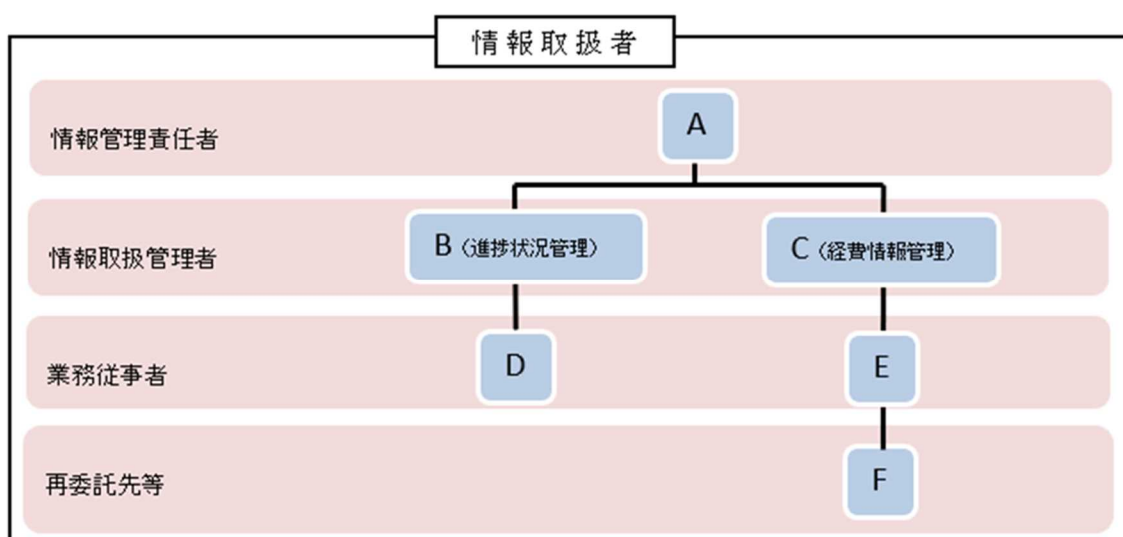 情報取扱者
情報管理責任者
A
情報取扱管理者
B（進捗状況管理）
C（経費情報管理）
業務従事者
D
E
再委託先等
F